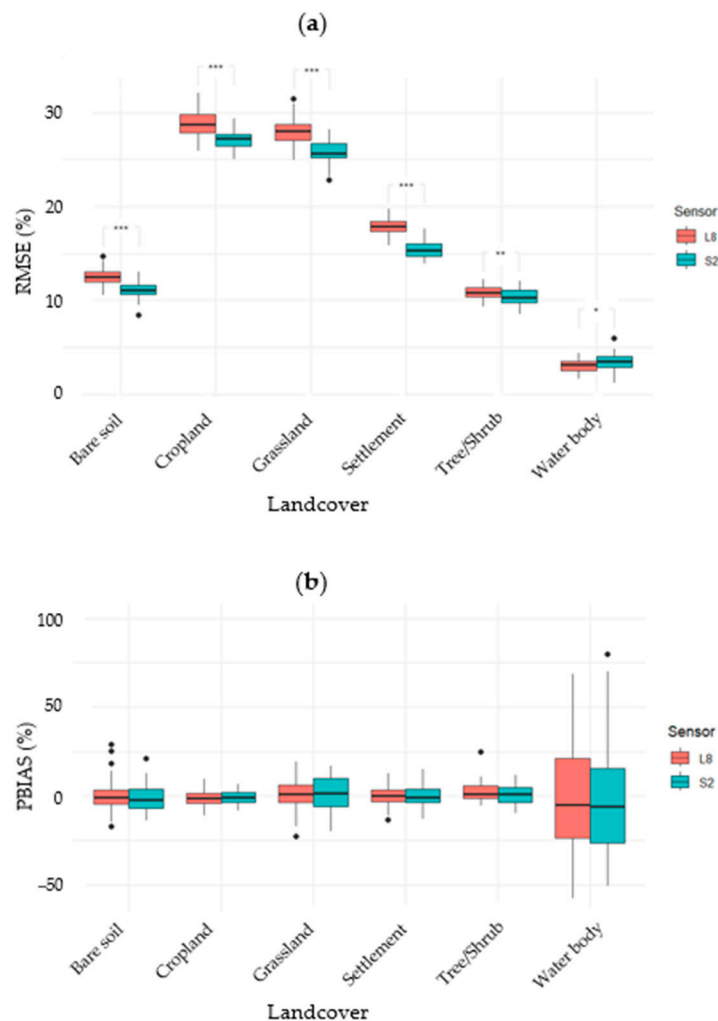 (a)
RMSE (%)
30
20
10
0
***
***
***
***
**
*
Bare soil
Cropland
Grassland
Settlement
Tree/Shrub
Water body
Landcover
Sensor
L8
S2
(b)
PBIAS (%)
100
50
0
–50
Bare soil
Cropland
Grassland
Settlement
Tree/Shrub
Water body
Landcover
Sensor
L8
S2